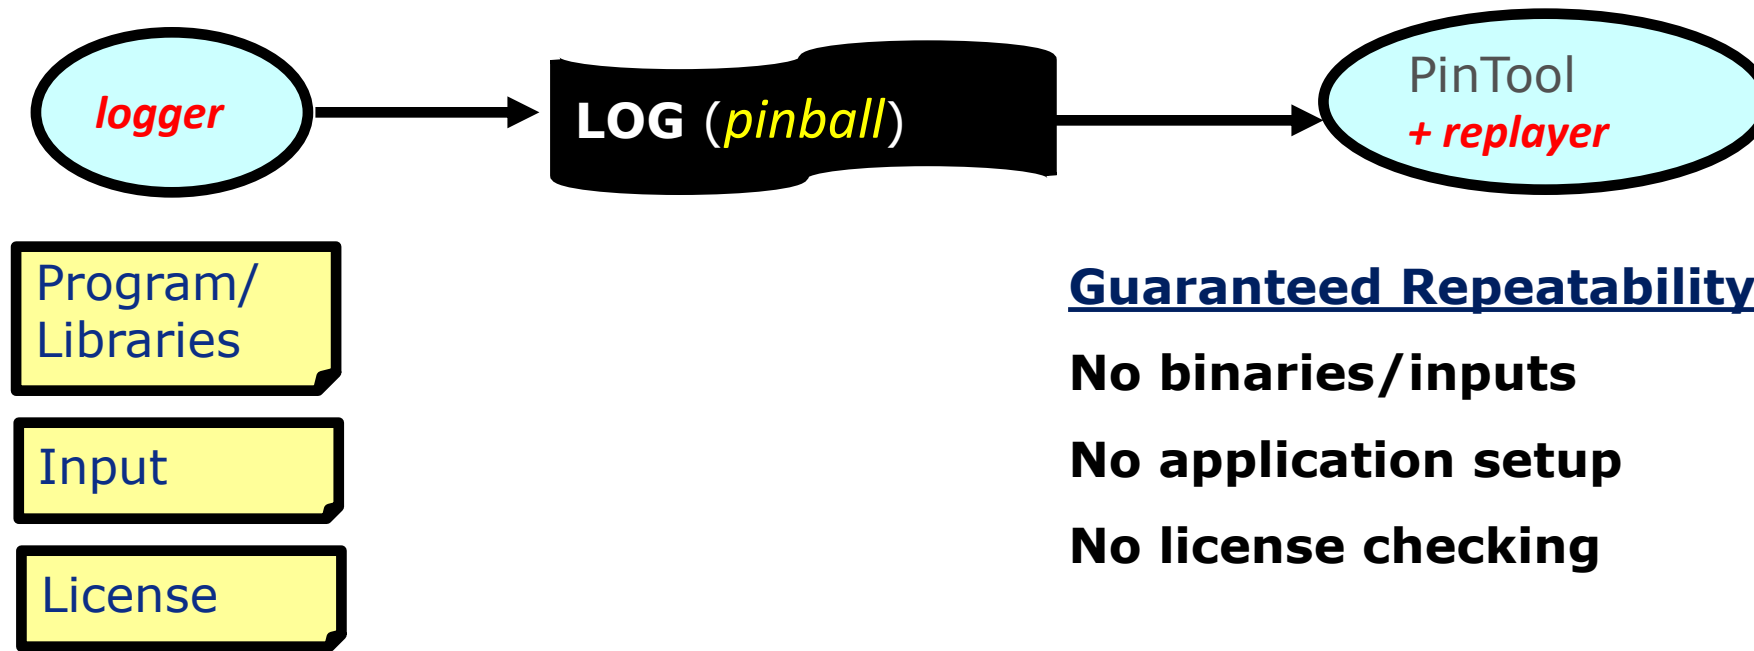 logger
LOG (pinball)
PinTool
+ replayer
Program/
Libraries
Input
License
Guaranteed Repeatability
No binaries/inputs
No application setup
No license checking